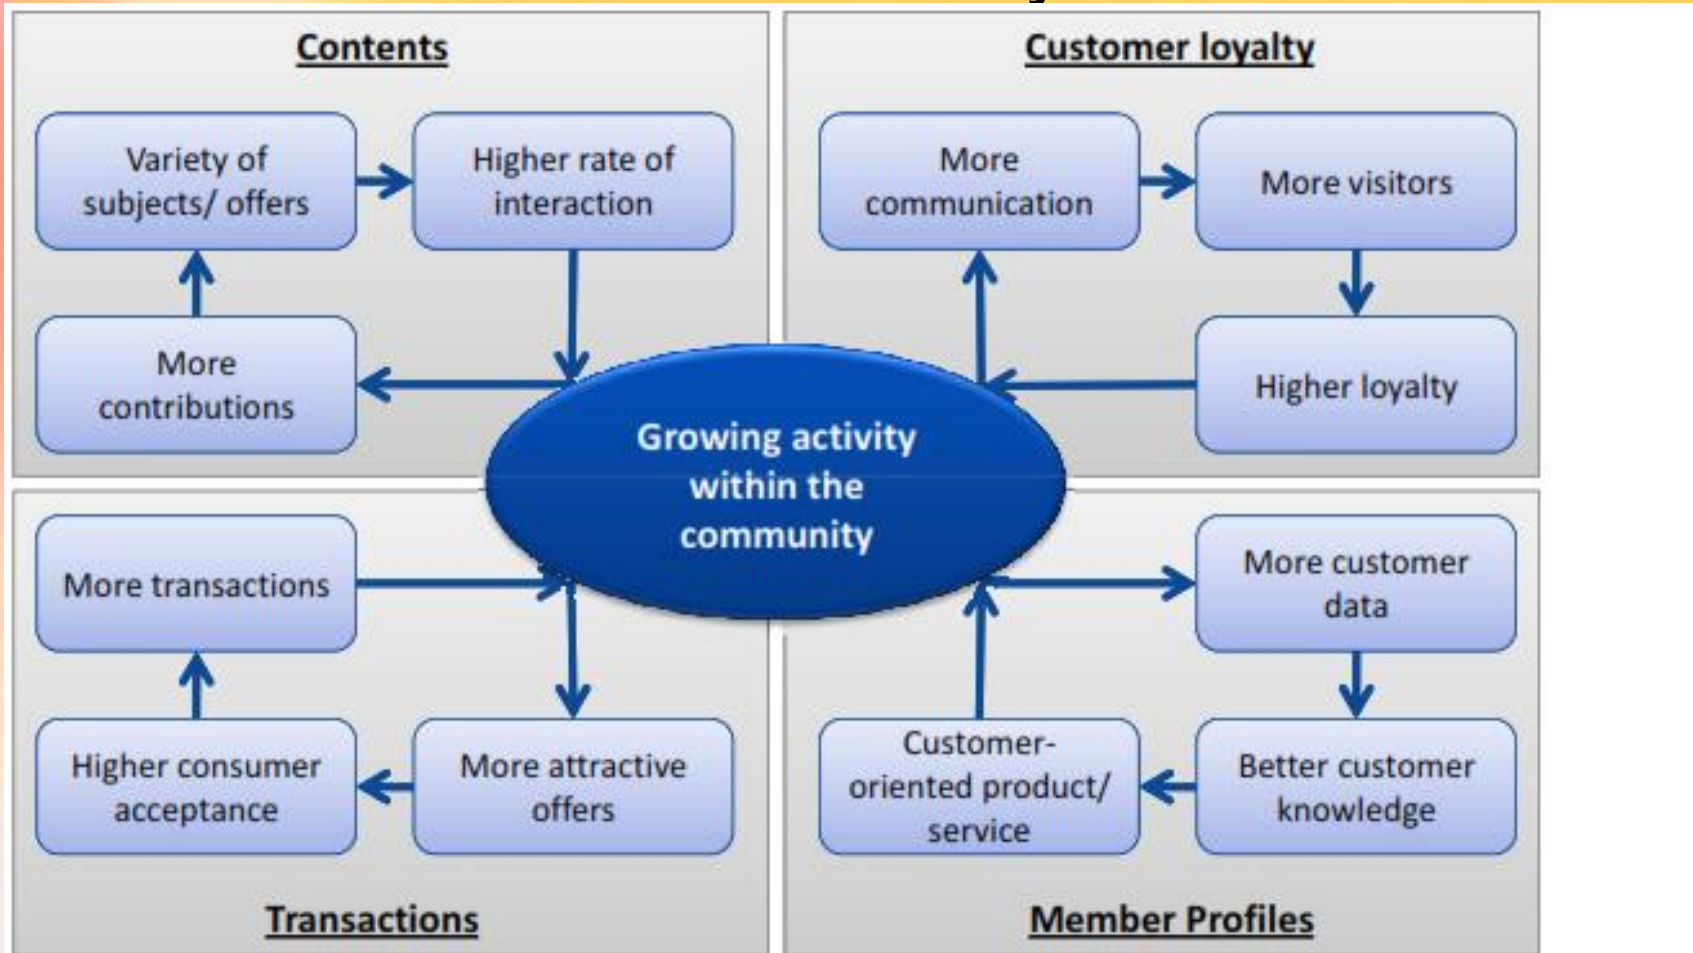 Contents
Variety of
subjects/ offers
Higher rate of
interaction
More
contributions
Customer loyalty
More
communication
More visitors
Higher loyalty
Growing activity
within the
community
More transactions
Higher consumer
acceptance
More attractive
offers
Transactions
More customer
data
Customer-
oriented product/
service
Better customer
knowledge
Member Profiles